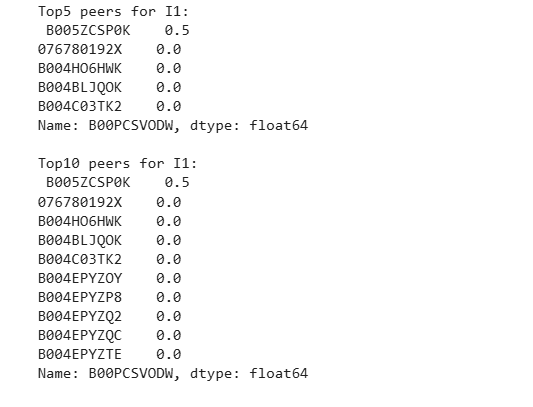 Top5 peers for I1:
B005ZCSP0K 0.5
076780192X 0.0
B004HO6HWK 0.0
B004BLJQOK 0.0
B004C03TK2 0.0
Name: B00PCSVODW, dtype: float64
Top10 peers for I1:
B005ZCSP0K 0.5
076780192X 0.0
B004HO6HWK 0.0
B004BLJQOK 0.0
B004C03TK2 0.0
B004EPYZOY 0.0
B004EPYZP8 0.0
B004EPYZQ2 0.0
B004EPYZQC 0.0
B004EPYZTE 0.0
Name: B00PCSVODW, dtype: float64